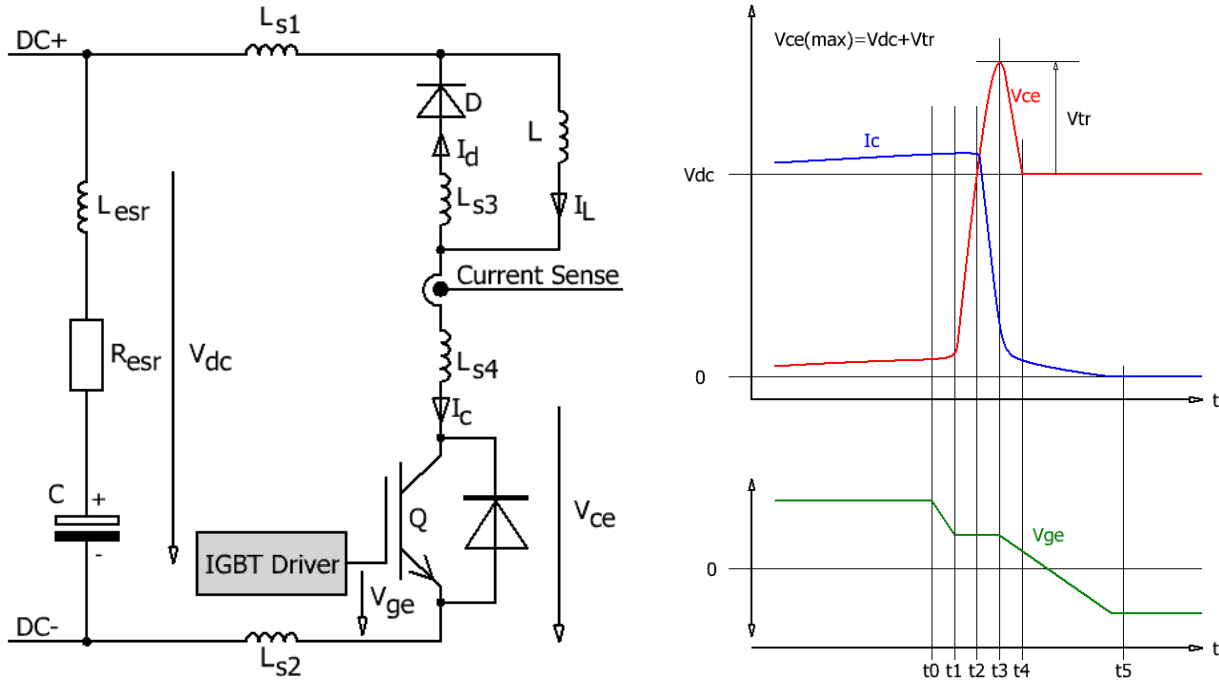 DC+
Ls1
D
L
Id
Ls3
IL
Lesr
Current Sense
Resr
Vdc
Ls4
Ic
C
+
-
Q
Vce
IGBT Driver
Vge
DC-
Ls2
Vce(max)=Vdc+Vtr
Vce
Vtr
Ic
Vdc
0
t
Vge
0
t
t0 t1 t2 t3 t4 t5